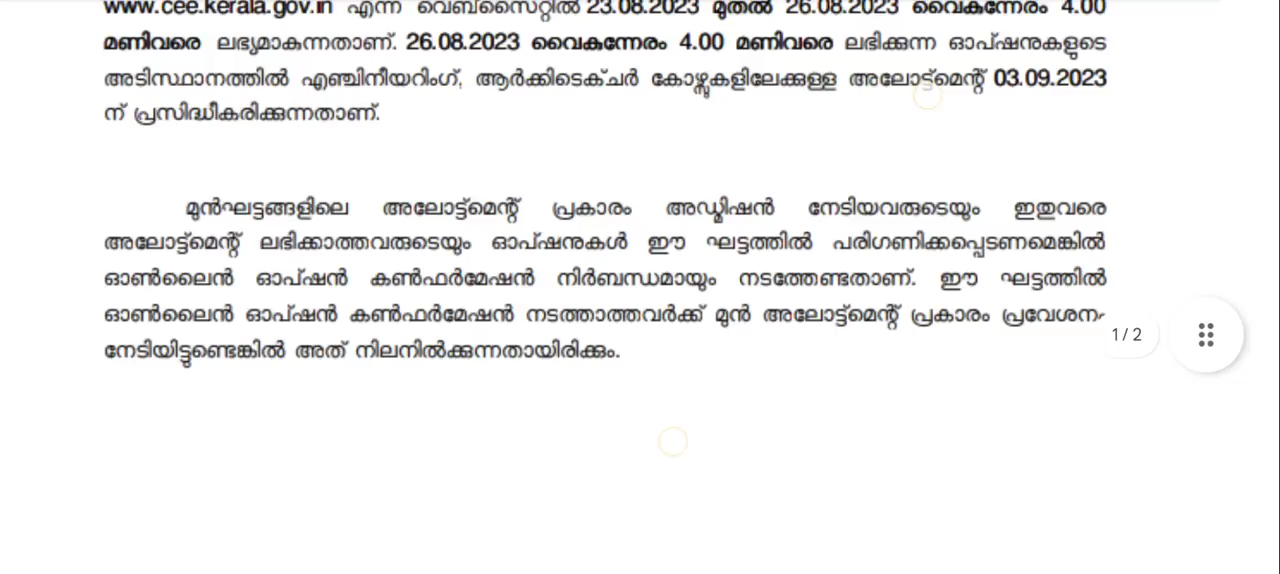 www.cee.kerala.gov.in എന്ന വെബ്സൈറ്റിൽ 23.08.2023 മുതൽ 26.08.2023 വൈകുന്നേരം 4.00
മണിവരെ ലഭ്യമാകുന്നതാണ്. 26.08.2023 വൈകുന്നേരം 4.00 മണിവരെ ലഭിക്കുന്ന ഓപ്ഷനുകളുടെ
അടിസ്ഥാനത്തിൽ എഞ്ചിനീയറിംഗ്, ആർക്കിടെക്ചർ കോഴ്സുകളിലേക്കുള്ള അലോട്ട്മെന്റ് 03.09.2023
ന് പ്രസിദ്ധീകരിക്കുന്നതാണ്.
മുൻഘട്ടങ്ങളിലെ അലോട്ട്മെന്റ് പ്രകാരം അഡ്മിഷൻ നേടിയവരുടെയും ഇതുവരെ
അലോട്ട്മെന്റ് ലഭിക്കാത്തവരുടെയും ഓപ്ഷനുകൾ ഈ ഘട്ടത്തിൽ പരിഗണിക്കപ്പെടണമെങ്കിൽ
ഓൺലൈൻ ഓപ്ഷൻ കൺഫർമേഷൻ നിർബന്ധമായും നടത്തേണ്ടതാണ്. ഈ ഘട്ടത്തിൽ
ഓൺലൈൻ ഓപ്ഷൻ കൺഫർമേഷൻ നടത്താത്തവർക്ക് മുൻ അലോട്ട്മെന്റ് പ്രകാരം പ്രവേശനം
നേടിയിട്ടുണ്ടെങ്കിൽ അത് നിലനിൽക്കുന്നതായിരിക്കും.
1 / 2